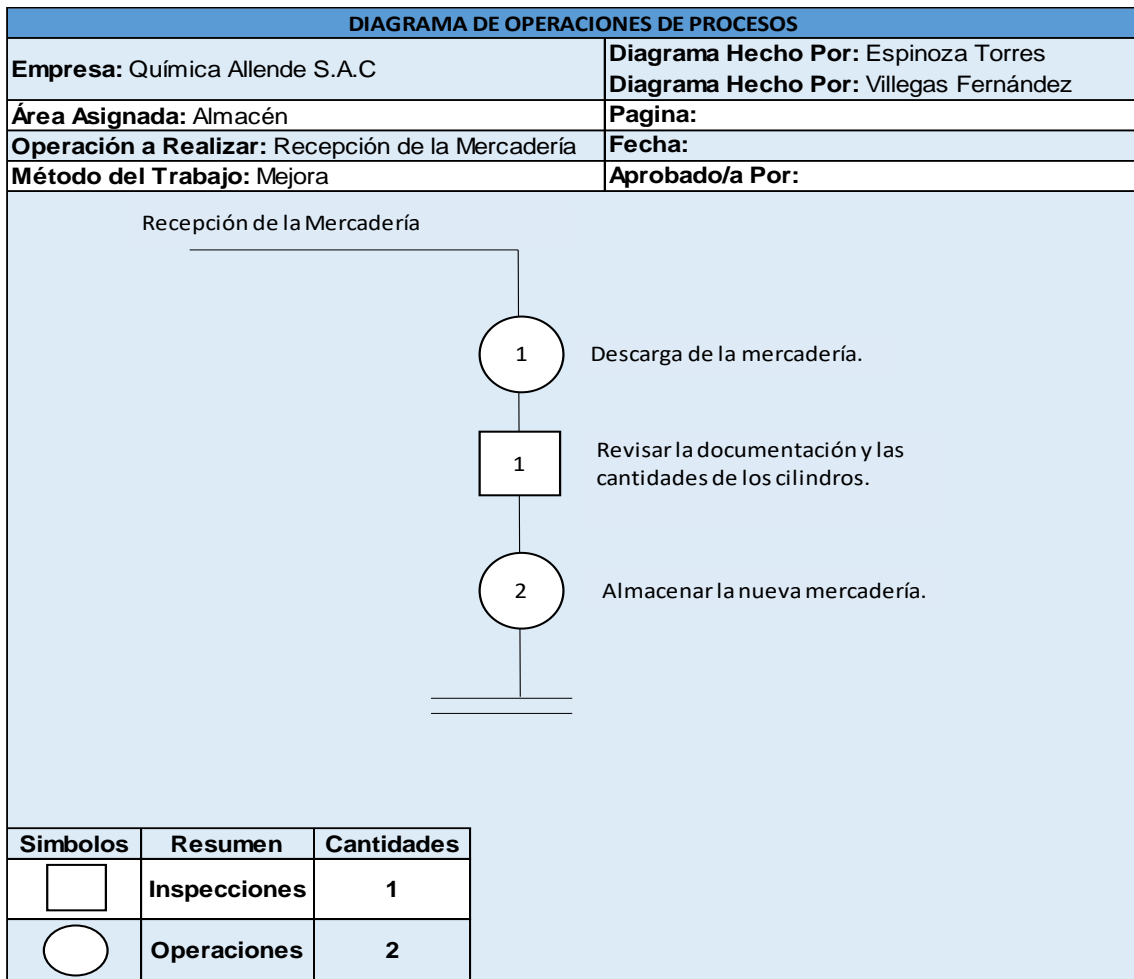 DIAGRAMA DE OPERACIONES DE PROCESOS
Empresa: Química Allende S.A.C
Diagrama Hecho Por: Espinoza Torres
Diagrama Hecho Por: Villegas Fernández
Área Asignada: Almacén
Pagina:
Operación a Realizar: Recepción de la Mercadería
Fecha:
Método del Trabajo: Mejora
Aprobado/a Por:
Recepción de la Mercadería
1
Descarga de la mercadería.
1
Revisar la documentación y las
cantidades de los cilindros.
2
Almacenar la nueva mercadería.
Simbolos Resumen Cantidades
Inspecciones 1
Operaciones 2